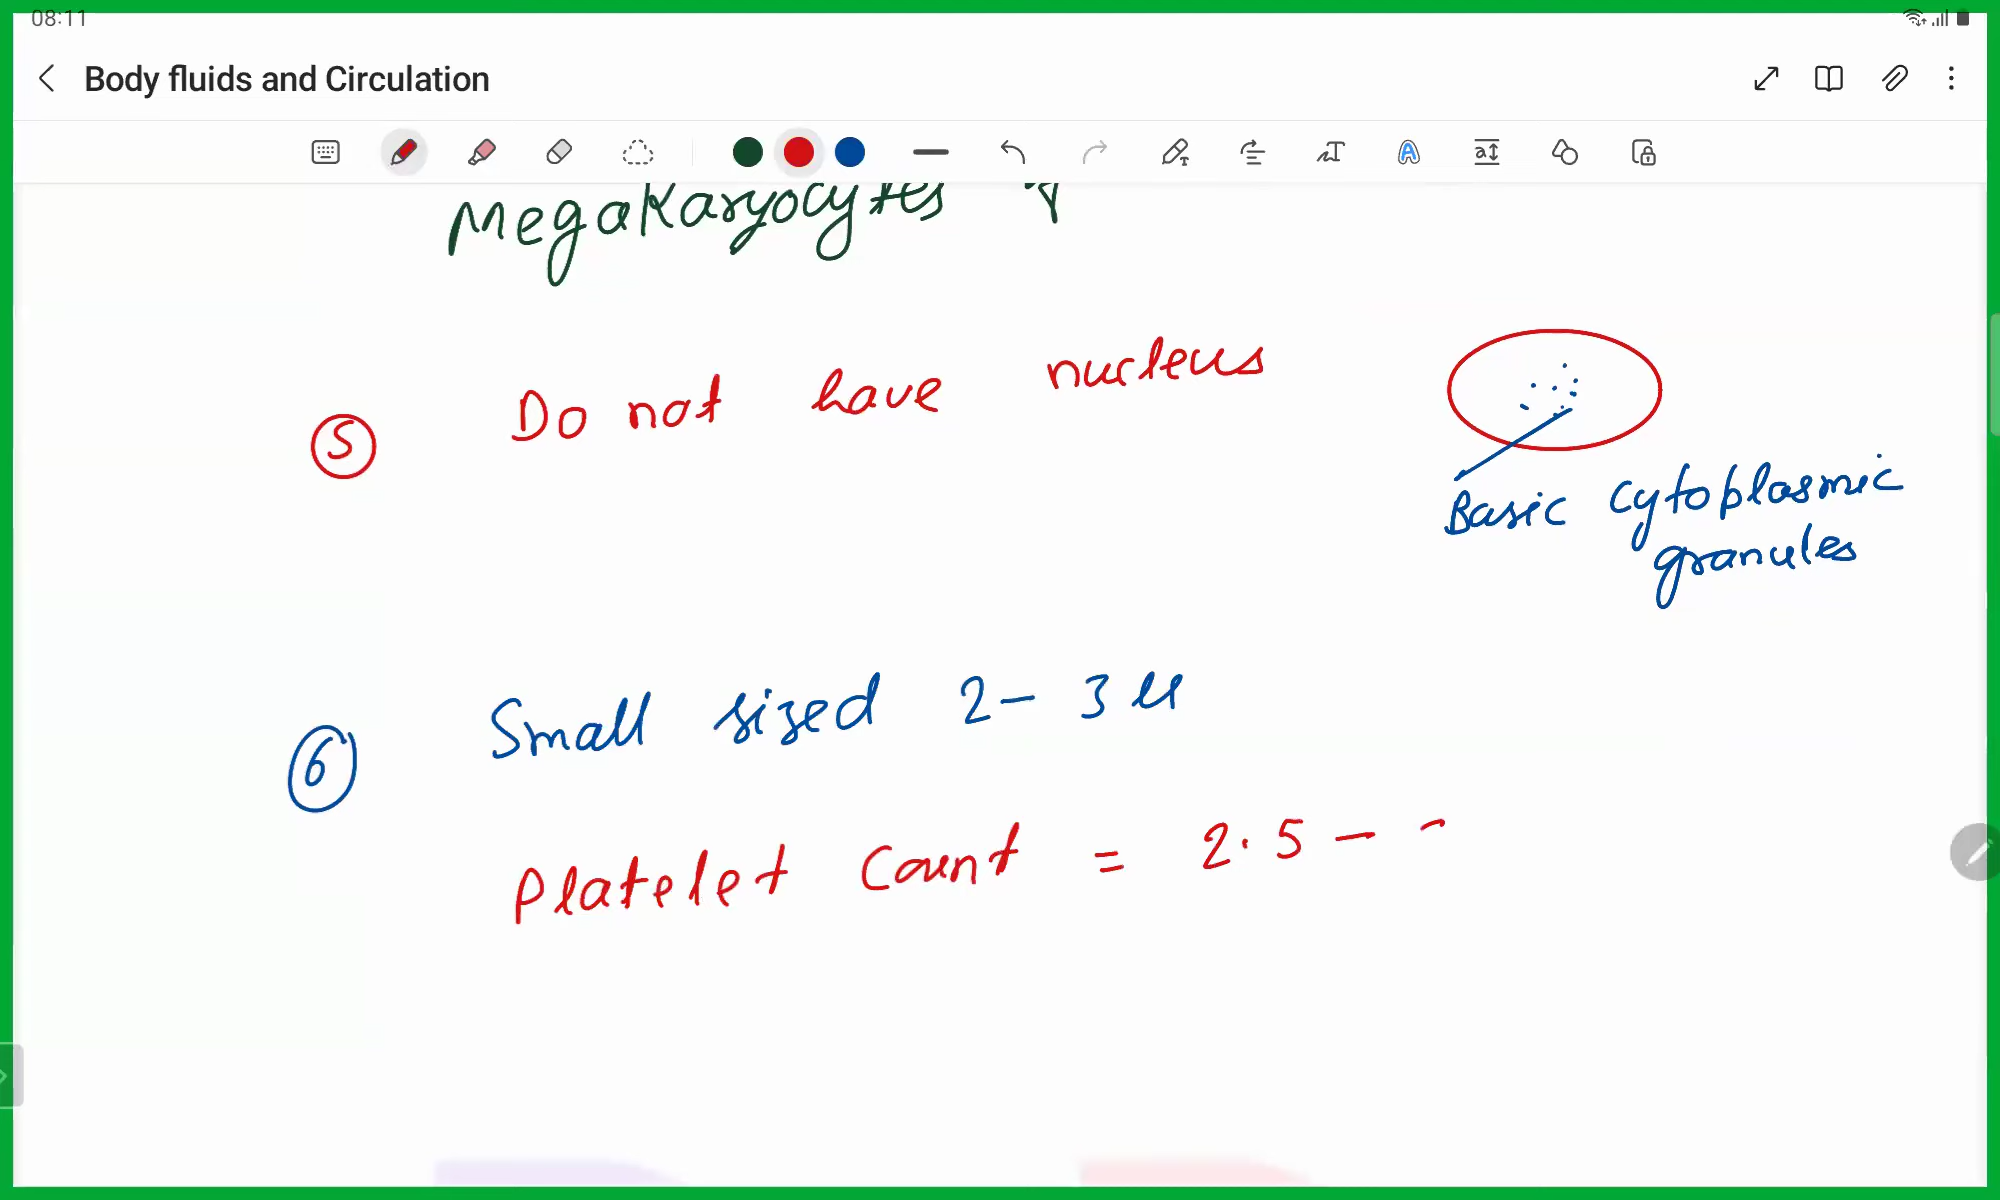 08:11
Body fluids and Circulation
Megakaryocytes
5 Do not have nucleus
Basic cytoplasmic
granules
6 Small sized 2 - 3 µ
Platelet Count = 2.5 -